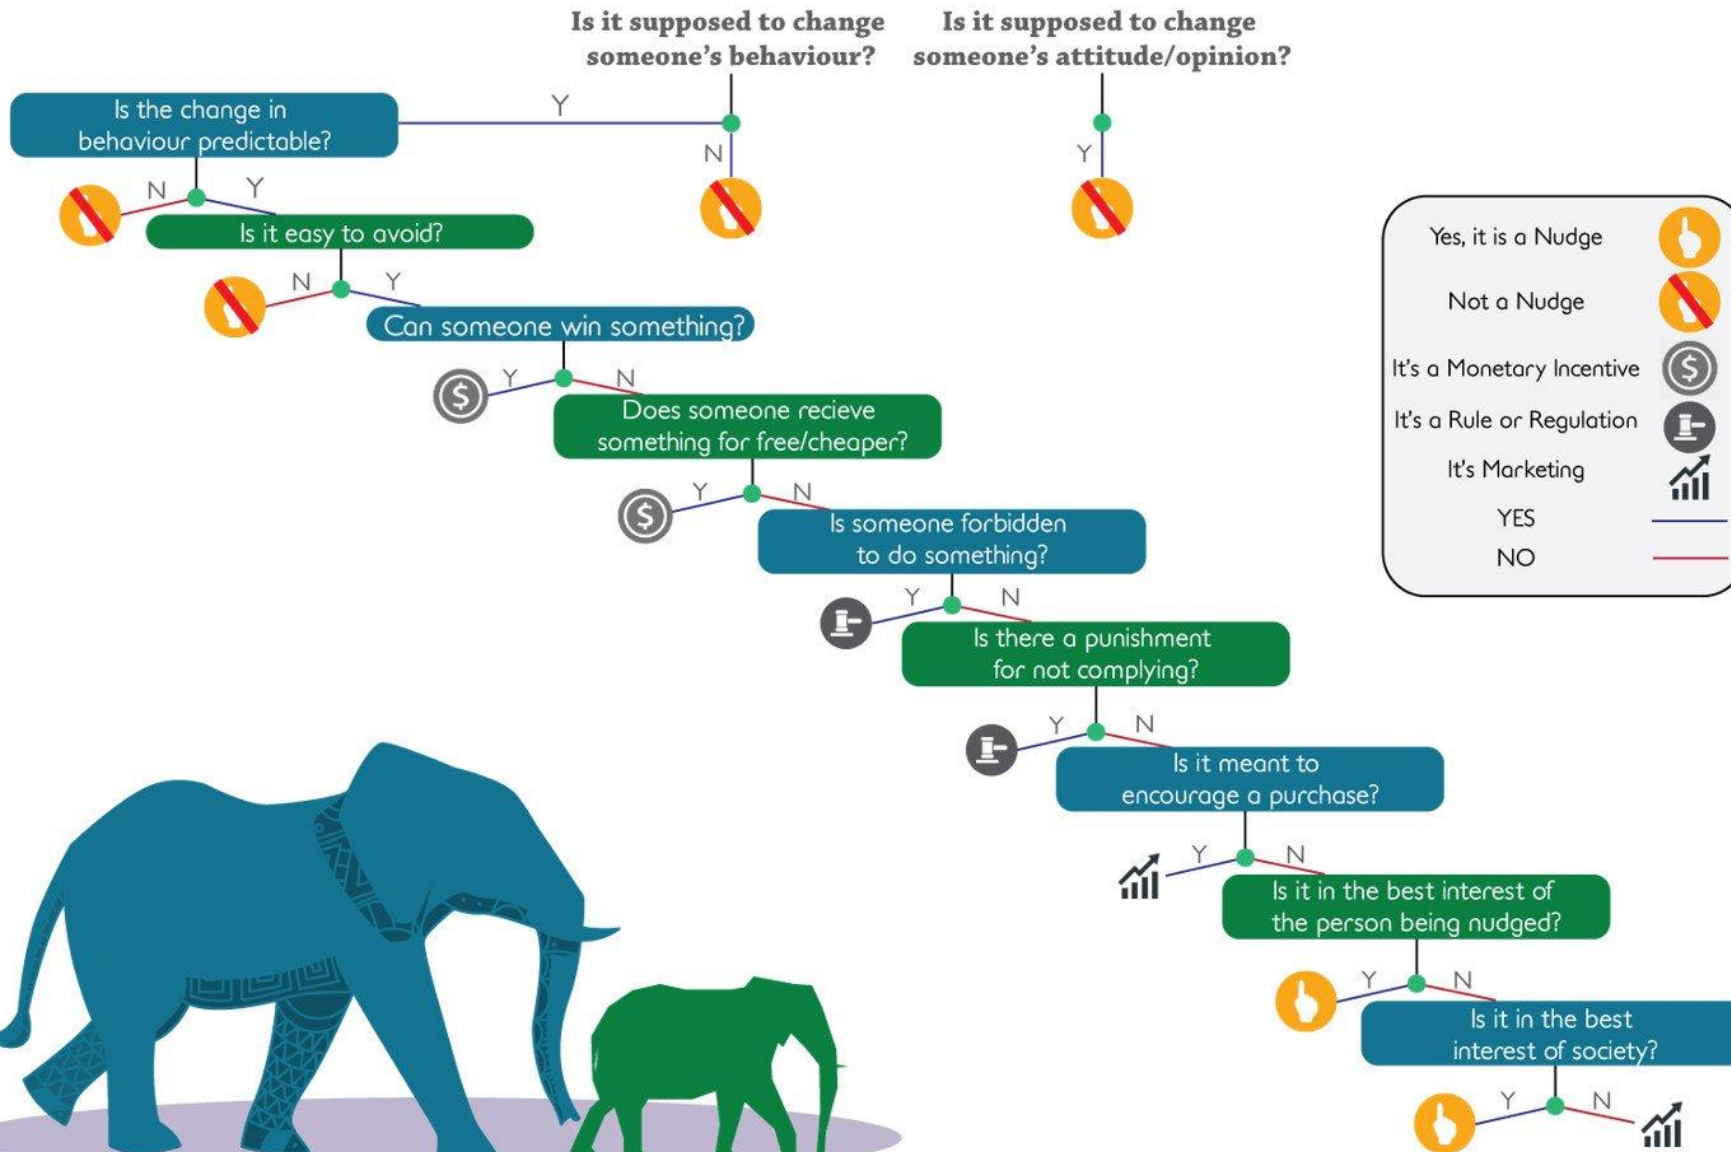 Is it supposed to change
someone's behaviour?
Is it supposed to change
someone's attitude/opinion?
Is the change in
behaviour predictable?
Y
N
Y
N
Y
Is it easy to avoid?
N
Y
Can someone win something?
Y
N
Does someone recieve
something for free/cheaper?
Y
N
Is someone forbidden
to do something?
Y
N
Is there a punishment
for not complying?
Y
N
Is it meant to
encourage a purchase?
Y
N
Is it in the best interest of
the person being nudged?
Y
N
Is it in the best
interest of society?
Y
N
Yes, it is a Nudge
Not a Nudge
It's a Monetary Incentive
$
It's a Rule or Regulation
It's Marketing
YES
NO
$
$